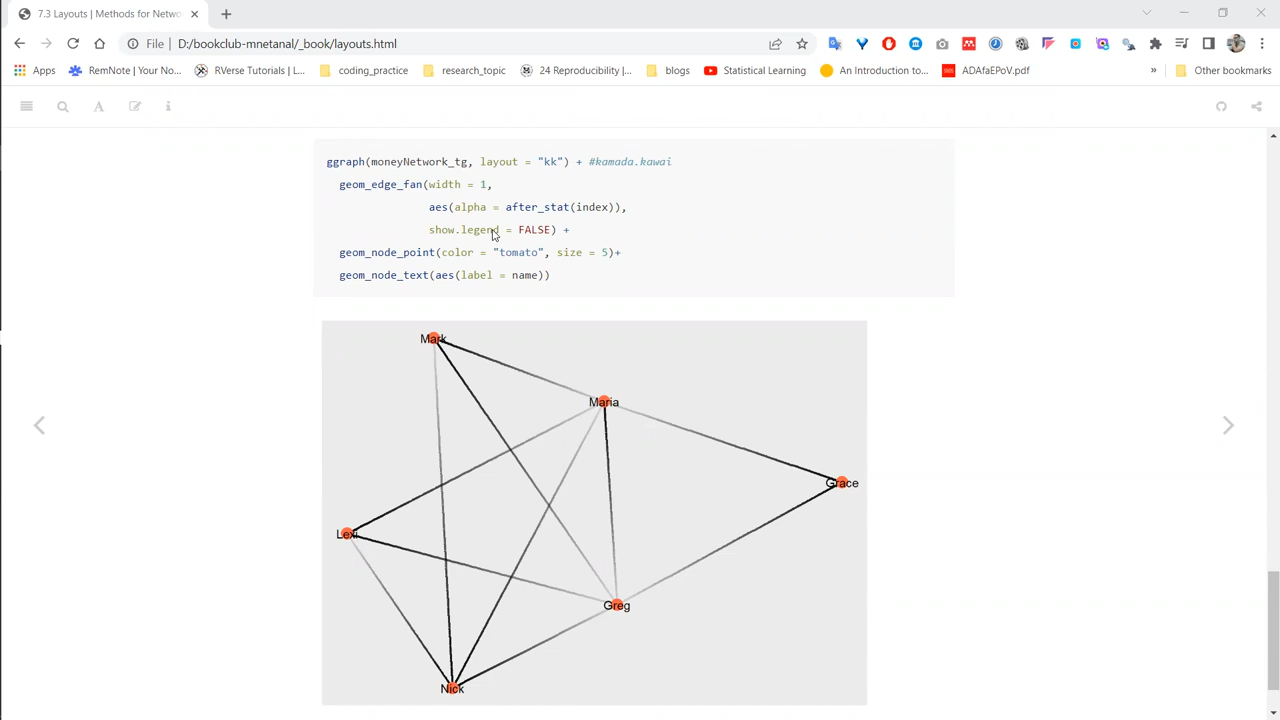 7.3 Layouts | Methods for Netwo
File | D:/bookclub-mnetanal/_book/layouts.html
Apps RemNote | Your No... RVerse Tutorials | L... coding_practice research_topic 24 Reproducibility |... blogs Statistical Learning An Introduction to... ADAfaEPoV.pdf » Other bookmarks
ggraph(moneyNetwork_tg, layout = "kk") + #kamada.kawai
geom_edge_fan(width = 1,
aes(alpha = after_stat(index)),
show.legend = FALSE) +
geom_node_point(color = "tomato", size = 5)+
geom_node_text(aes(label = name))
Mark
Maria
Grace
Lexi
Greg
Nick